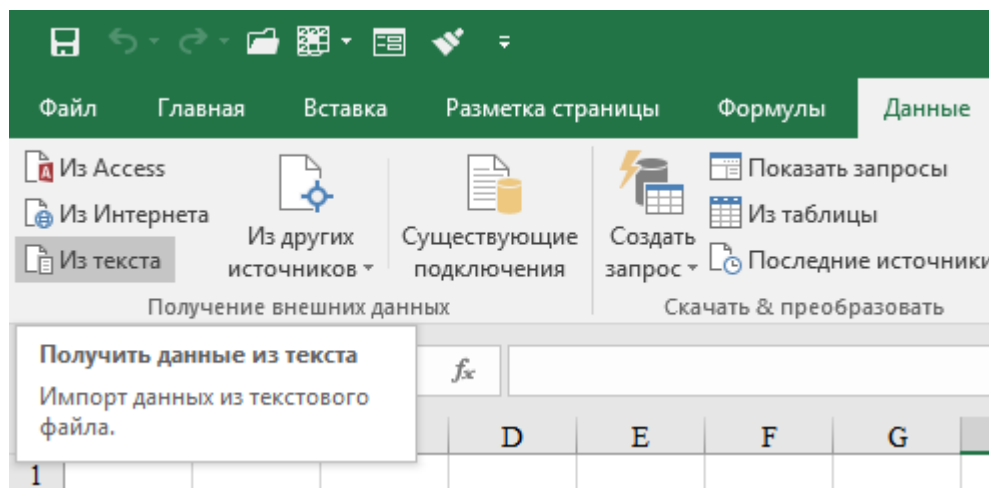 Файл Главная Вставка Разметка страницы Формулы Данные
Из Access
Из Интернета
Из текста
Из других
источников
Существующие
подключения
Создать
запрос
Показать запросы
Из таблицы
Последние источники
Получение внешних данных
Скачать & преобразовать
Получить данные из текста
Импорт данных из текстового
файла.
fx
D E F G
1